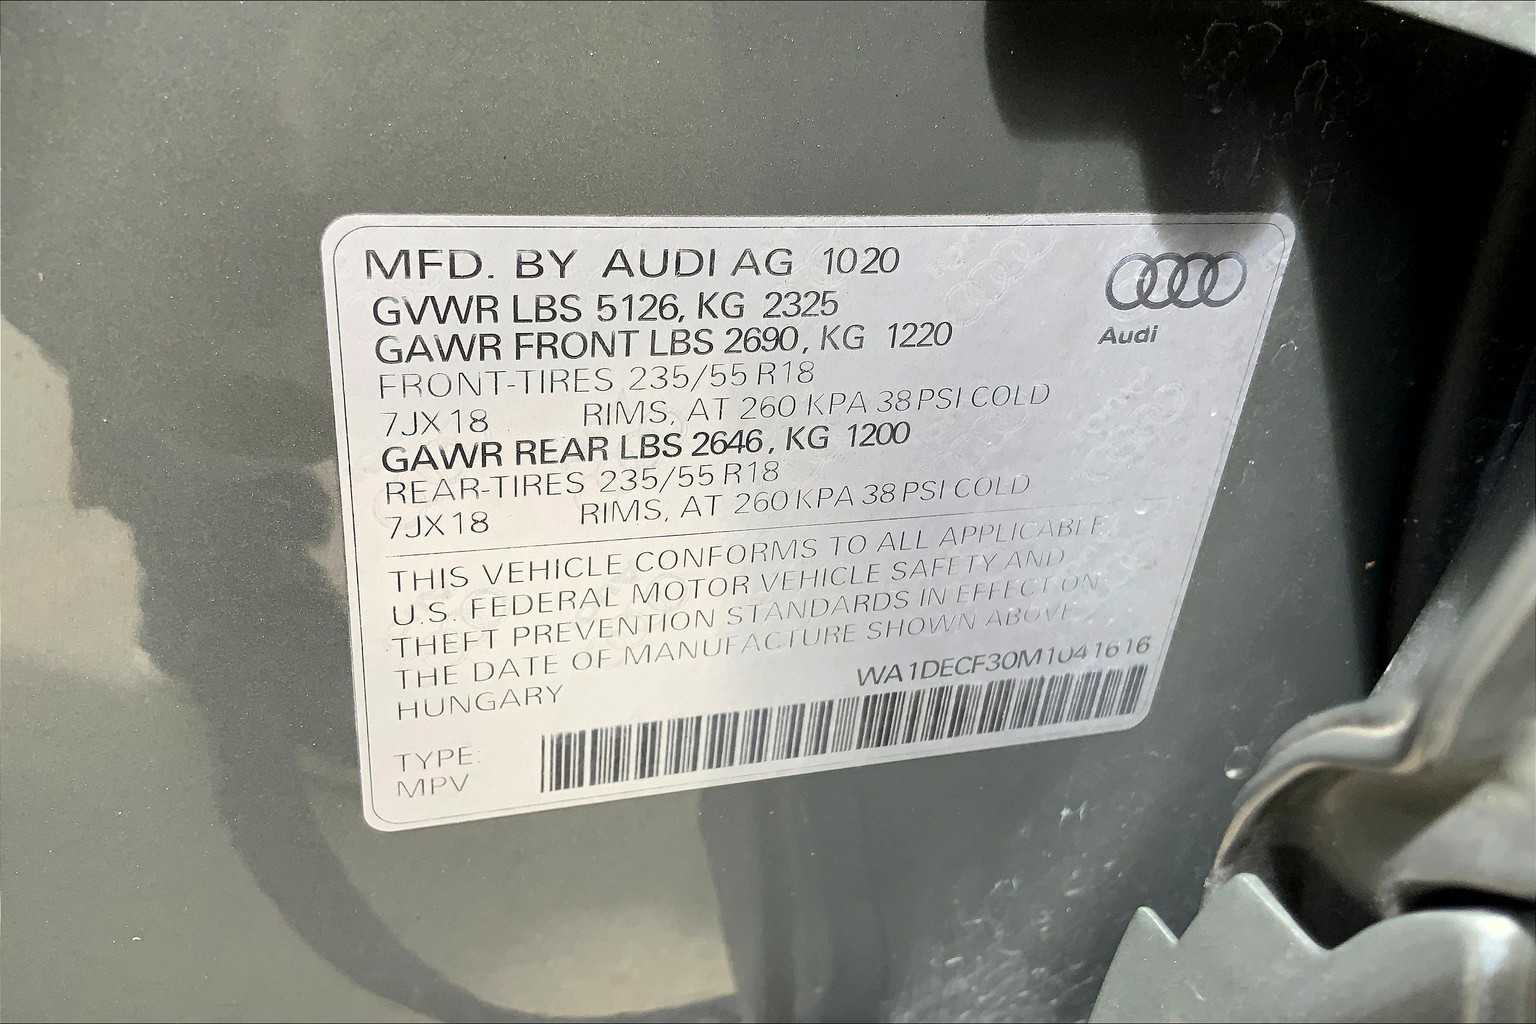 MFD. BY AUDI AG 1020
GVWR LBS 5126, KG 2325
GAWR FRONT LBS 2690, KG 1220
FRONT-TIRES 235/55 R18
7JX18 RIMS, AT 260 KPA 38 PSI COLD
GAWR REAR LBS 2646, KG 1200
REAR-TIRES 235/55 R18
7JX18 RIMS, AT 260 KPA 38 PSI COLD
Audi
THIS VEHICLE CONFORMS TO ALL APPLICABLE
U.S. FEDERAL MOTOR VEHICLE SAFETY AND
THEFT PREVENTION STANDARDS IN EFFECT ON
THE DATE OF MANUFACTURE SHOWN ABOVE
HUNGARY
WA1DECF30M1041616
TYPE:
MPV